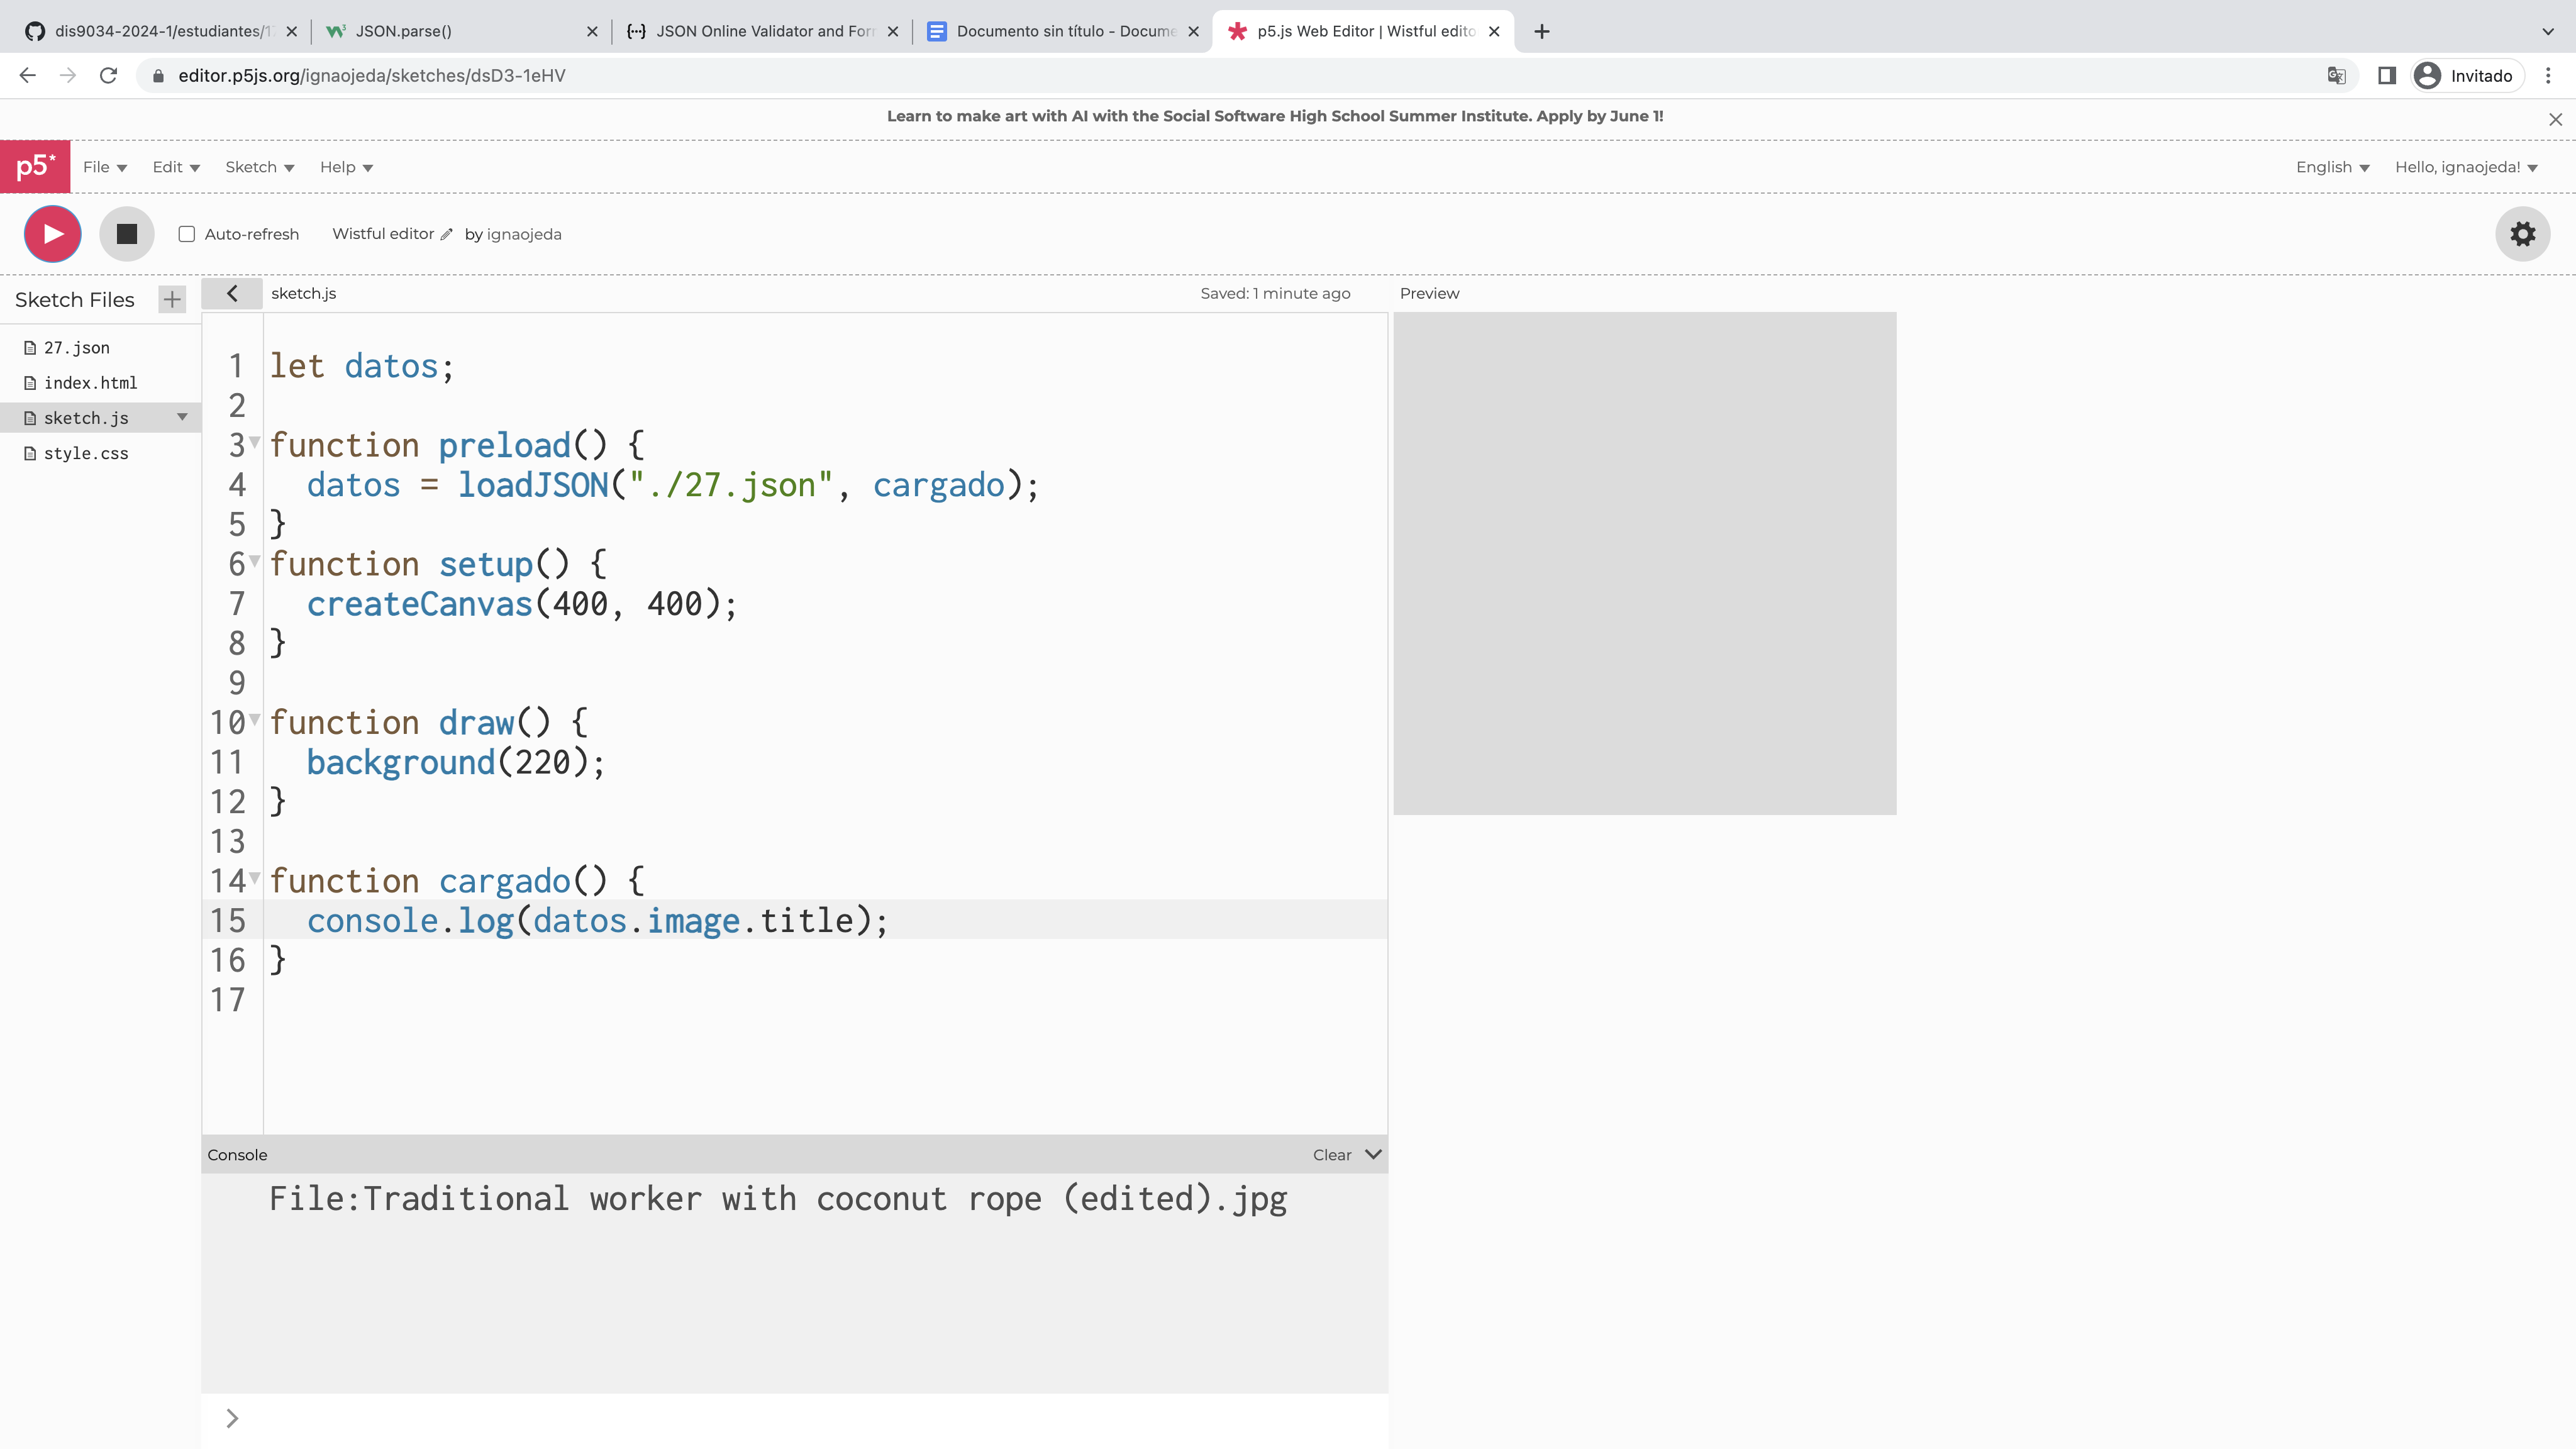 dis9034-2024-1/estudiantes/17
JSON.parse()
JSON Online Validator and For
Documento sin título - Docume
p5.js Web Editor | Wistful edito
editor.p5js.org/ignaojeda/sketches/dsD3-1eHV
Invitado
Learn to make art with AI with the Social Software High School Summer Institute. Apply by June 1!
p5*
File
Edit
Sketch
Help
English
Hello, ignaojeda!
Auto-refresh
Wistful editor
by ignaojeda
Sketch Files
27.json
index.html
sketch.js
style.css
sketch.js
Saved: 1 minute ago
Preview
1 let datos;
2
3 function preload() {
4 datos = loadJSON("./27.json", cargado);
5 }
6 function setup() {
7 createCanvas(400, 400);
8 }
9
10 function draw() {
11 background(220);
12 }
13
14 function cargado() {
15 console.log(datos.image.title);
16 }
17
Console
Clear
File:Traditional worker with coconut rope (edited).jpg
>